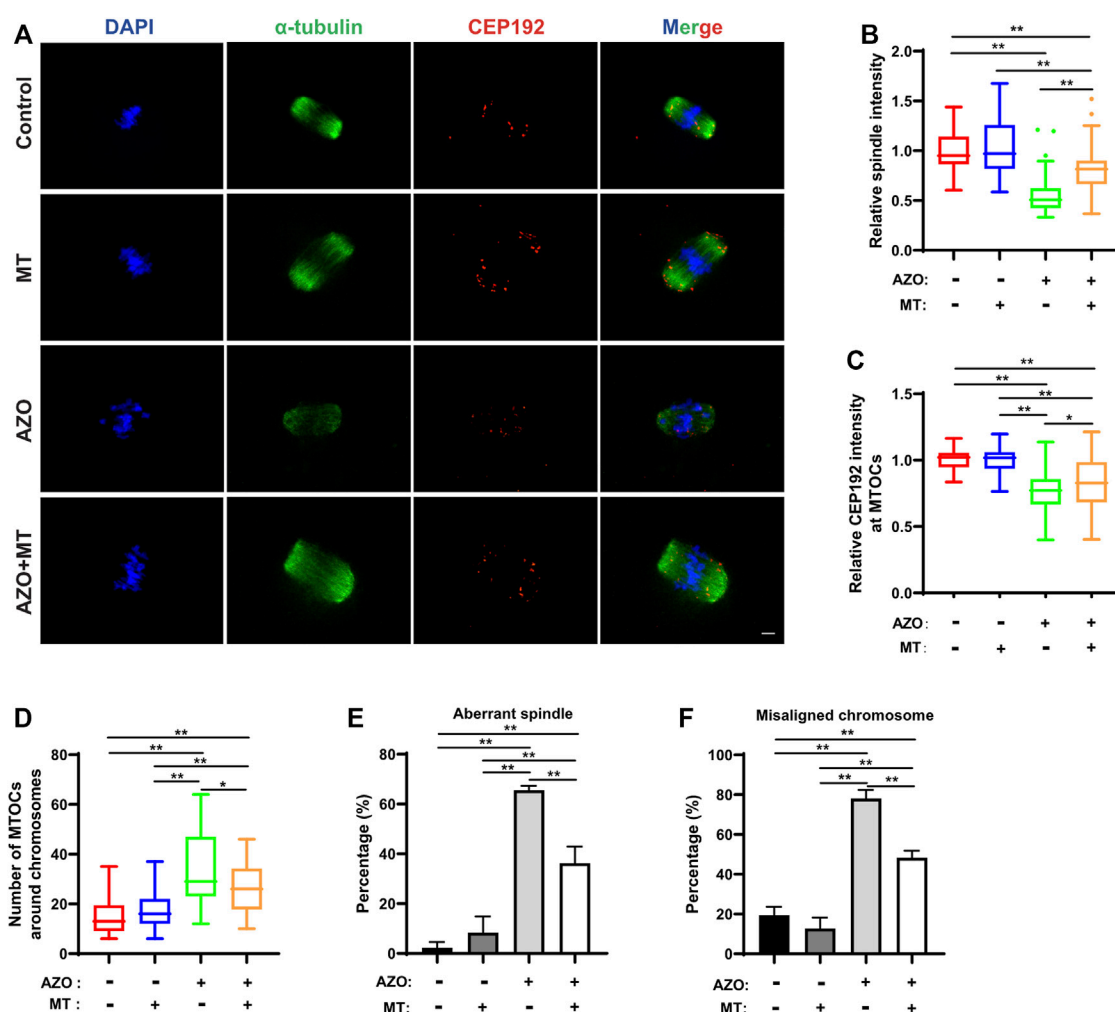 A
DAPI
α-tubulin
CEP192
Merge
Control
MT
AZO
AZO+MT
B
Relative spindle intensity
2.0
1.5
1.0
0.5
0.0
**
**
**
**
AZO: - - + +
MT: - + - +
C
Relative CEP192 intensity
at MTOCs
1.5
1.0
0.5
0.0
**
**
**
**
*
AZO: - - + +
MT: - + - +
D
Number of MTOCs
around chromosomes
80
60
40
20
0
**
**
**
**
*
AZO : - - + +
MT : - + - +
E
Aberrant spindle
Percentage (%)
80
60
40
20
0
**
**
**
**
**
AZO: - - + +
MT: - + - +
F
Misaligned chromosome
Percentage (%)
100
80
60
40
20
0
**
**
**
**
**
AZO: - - + +
MT: - + - +